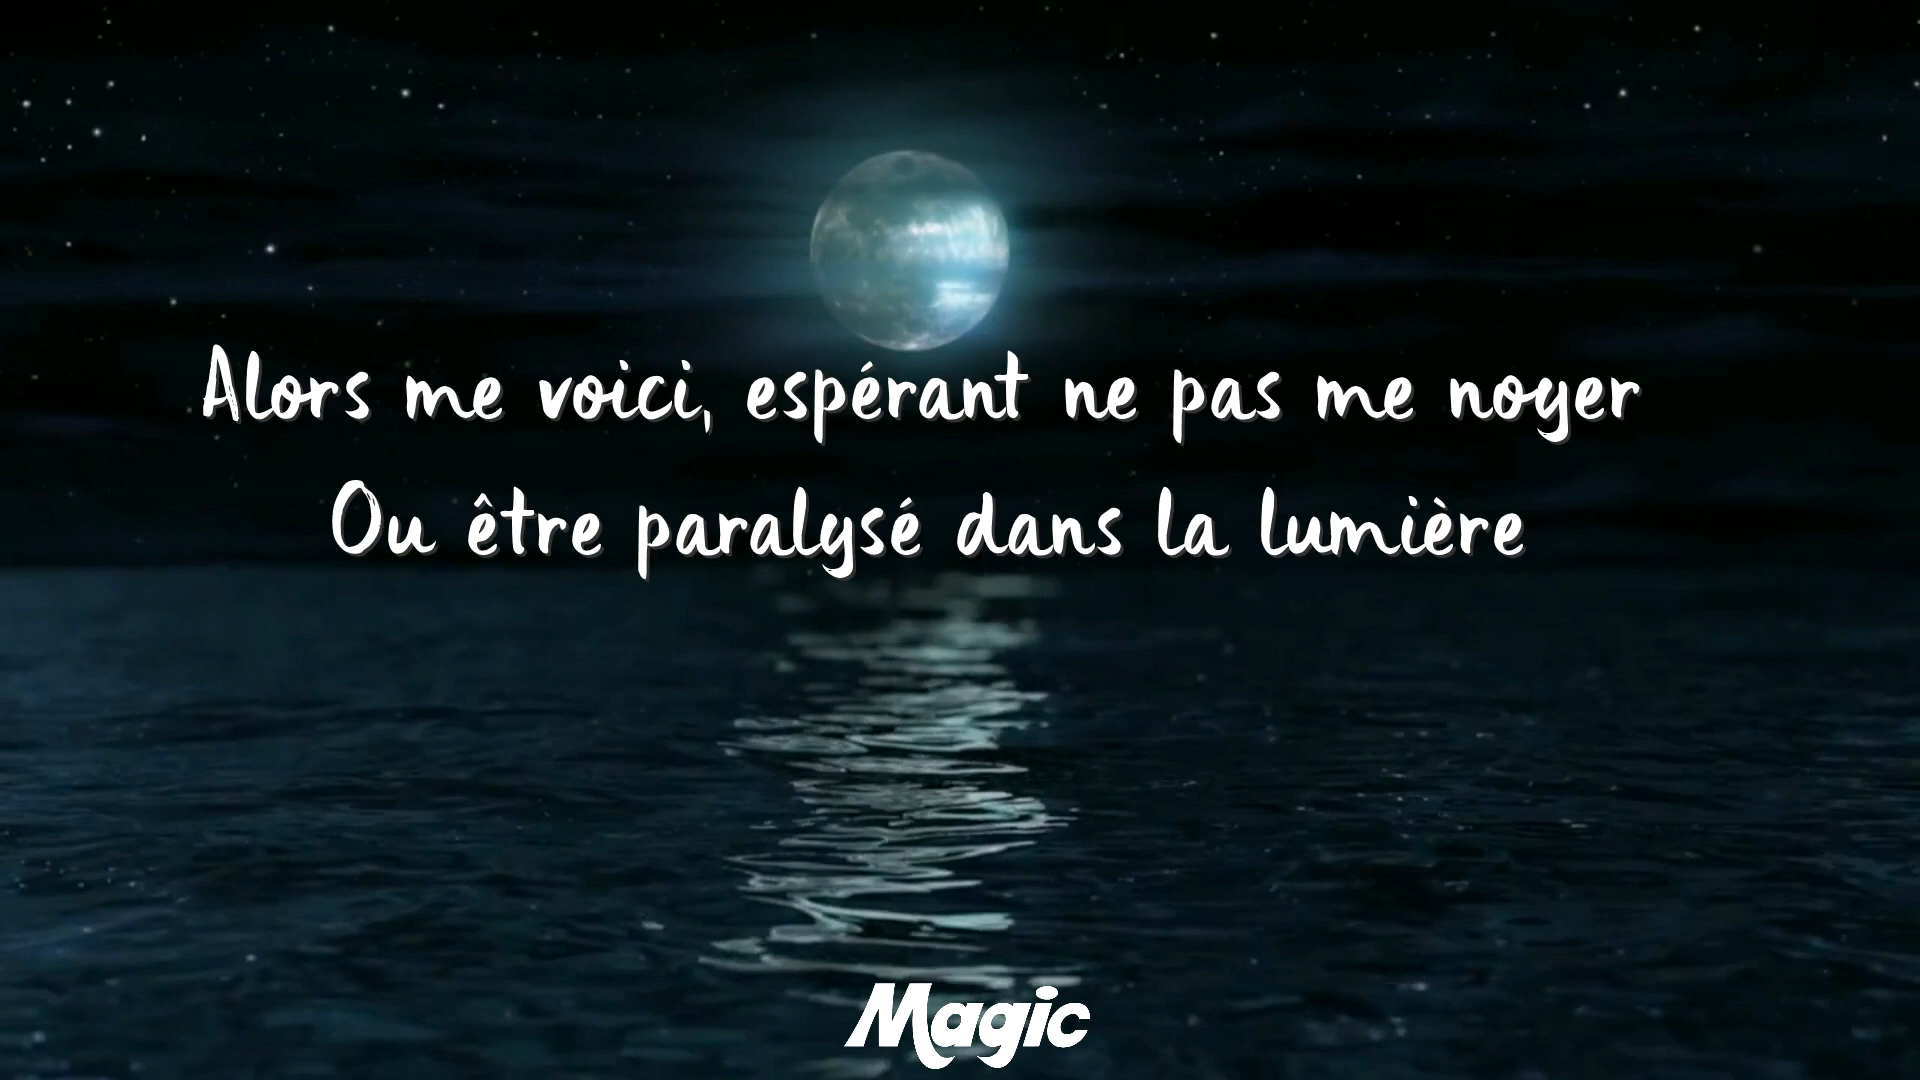 Alors me voici, espérant ne pas me noyer
Ou être paralysé dans la lumière
Magic